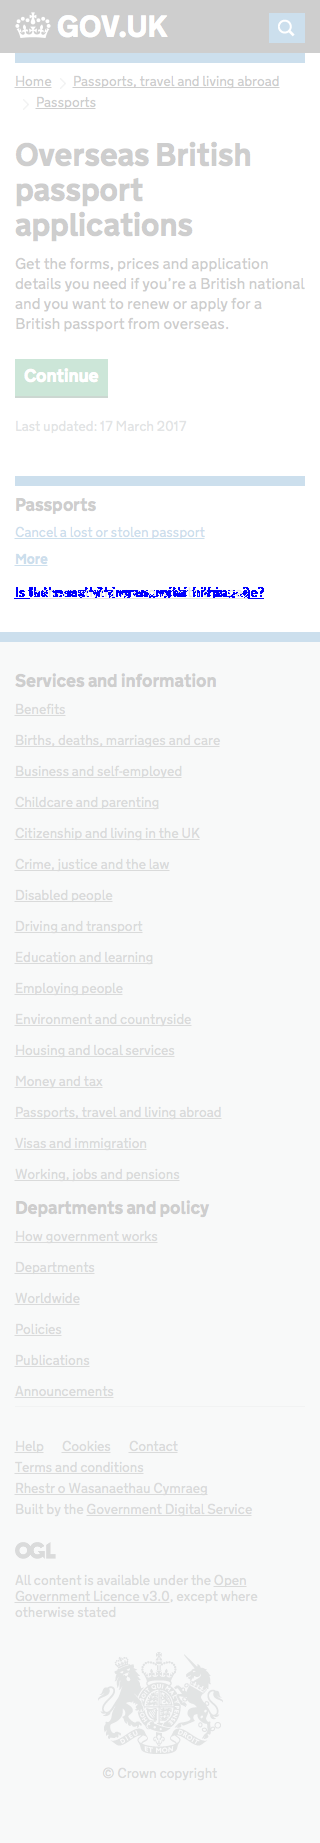 GOV.UK
Home Passports, travel and living abroad
Passports
Overseas British
passport
applications
Get the forms, prices and application
details you need if you're a British national
and you want to renew or apply for a
British passport from overseas.
Continue
Last updated: 17 March 2017
Passports
Cancel a lost or stolen passport
More
Is
Services and information
Benefits
Births, deaths, marriages and care
Business and self-employed
Childcare and parenting
Citizenship and living in the UK
Crime, justice and the law
Disabled people
Driving and transport
Education and learning
Employing people
Environment and countryside
Housing and local services
Money and tax
Passports, travel and living abroad
Visas and immigration
Working, jobs and pensions
Departments and policy
How government works
Departments
Worldwide
Policies
Publications
Announcements
Help Cookies Contact
Terms and conditions
Rhestr o Wasanaethau Cymraeg
Built by the Government Digital Service
OGL
All content is available under the Open
Government Licence v3.0, except where
otherwise stated
© Crown copyright